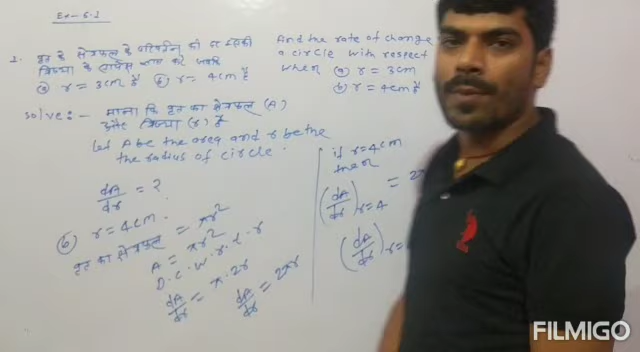 Ex-6.1
1. वृत्त के क्षेत्रफल के परिवर्तन की दर इसकी
त्रिज्या के सापेक्ष ज्ञात करें जबकि
(a) r = 3cm है (b) r = 4cm है
And the rate of change
a circle with respect
when (a) r = 3cm
(b) r = 4cm है
Solve :- माना कि वृत्त का क्षेत्रफल (A)
और त्रिज्या (r) है
Let A be the area and r be the
the radius of circle.
dA/dr = ?
(b) r = 4cm.
वृत्त का क्षेत्रफल = πr²
A = πr²
D.C.W.r.t.r
dA/dr = π.2r
dA/dr = 2πr
if r=4cm
then
(dA/dr) r=4 = 2
(dA/dr) r=
FILMIGO